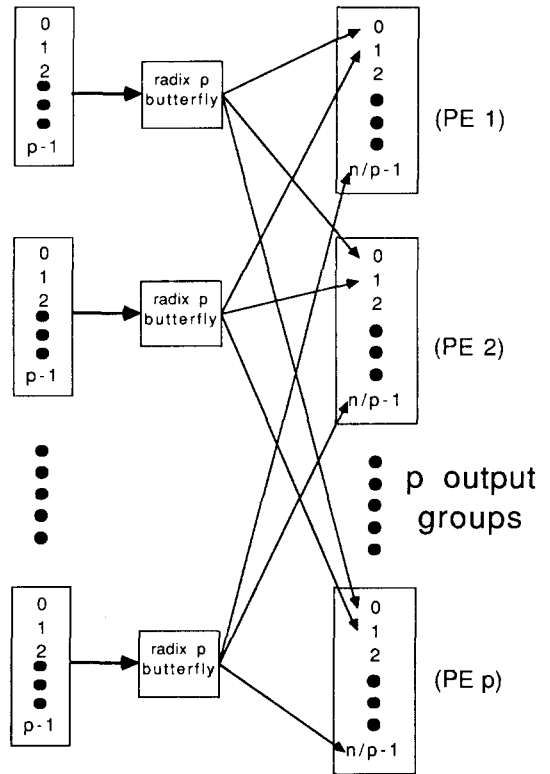 0
1
2
p-1
radix p
butterfly
0
1
2
n/p-1
(PE 1)
0
1
2
p-1
radix p
butterfly
0
1
2
n/p-1
(PE 2)
p output
groups
0
1
2
p-1
radix p
butterfly
0
1
2
n/p-1
(PE p)